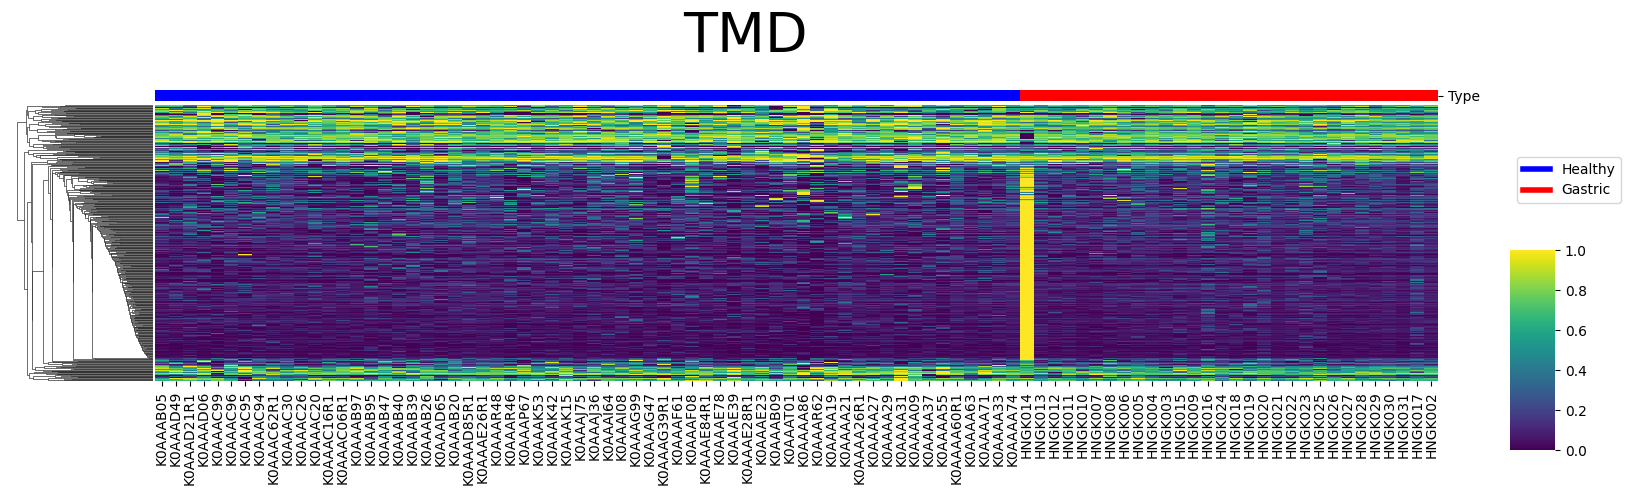 TMD
Type
Healthy
Gastric
1.0
0.8
0.6
0.4
0.2
0.0
K0AAAB05
K0AAAD49
K0AAAD21R1
K0AAAD06
K0AAAC99
K0AAAC96
K0AAAC95
K0AAAC94
K0AAAC62R1
K0AAAC30
K0AAAC26
K0AAAC20
K0AAAC16R1
K0AAAC06R1
K0AAAB97
K0AAAB95
K0AAAB47
K0AAAB40
K0AAAB39
K0AAAB26
K0AAAD65
K0AAAB20
K0AAAD85R1
K0AAAE26R1
K0AAAR48
K0AAAR46
K0AAAP67
K0AAAK53
K0AAAK42
K0AAAK15
K0AAAJ75
K0AAAJ36
K0AAAI64
K0AAAI08
K0AAAG99
K0AAAG47
K0AAAG39R1
K0AAAF61
K0AAAF08
K0AAAE84R1
K0AAAE78
K0AAAE39
K0AAAE28R1
K0AAAE23
K0AAAB09
K0AAAT01
K0AAAA86
K0AAAR62
K0AAAA19
K0AAAA21
K0AAAA26R1
K0AAAA27
K0AAAA29
K0AAAA31
K0AAAA09
K0AAAA37
K0AAAA55
K0AAAA60R1
K0AAAA63
K0AAAA71
K0AAAA33
K0AAAA74
HNGK014
HNGK013
HNGK012
HNGK011
HNGK010
HNGK007
HNGK008
HNGK006
HNGK005
HNGK004
HNGK003
HNGK015
HNGK009
HNGK016
HNGK024
HNGK018
HNGK019
HNGK020
HNGK021
HNGK022
HNGK023
HNGK025
HNGK026
HNGK027
HNGK028
HNGK029
HNGK030
HNGK031
HNGK017
HNGK002